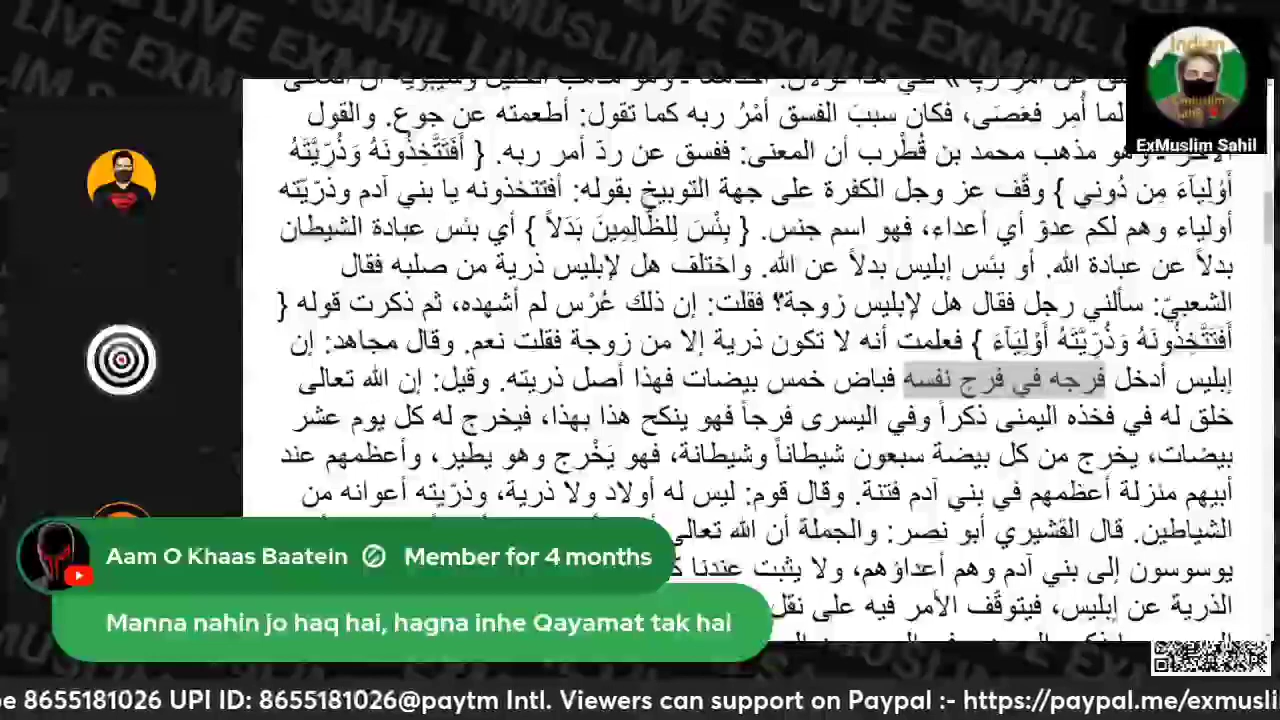 LIVE EXMUSLIM SAHIL LIVE EXMUSLIM
Indian
Exmuslim
Sahil
ExMuslim Sahil
لما أُمِر فعَصَى، فكان سببَ الفسق أمْرُ ربه كما تقول: أطعمته عن جوع. والقول
وهو مذهب محمد بن قُطْرب أن المعنى: ففسق عن ردّ أمر ربه. { أَفَتَتَّخِذُونَهُ وَذُرِّيَّتَهُ
أَوْلِيَآءَ مِن دُونِي } وقّف عز وجل الكفرة على جهة التوبيخ بقوله: أفتتخذونه يا بني آدم وذرّيّته
أولياء وهم لكم عدوّ أي أعداء، فهو اسم جنس. { بِئْسَ لِلظَّالِمِينَ بَدَلاً } أي بئس عبادة الشيطان
بدلاً عن عبادة الله. أو بئس إبليس بدلاً عن الله. واختلف هل لإبليس ذرية من صلبه فقال
الشعبيّ: سألني رجل فقال هل لإبليس زوجة؟ فقلت: إن ذلك عُرْس لم أشهده، ثم ذكرت قوله {
أَفَتَتَّخِذُونَهُ وَذُرِّيَّتَهُ أَوْلِيَآءَ } فعلمت أنه لا تكون ذرية إلا من زوجة فقلت نعم. وقال مجاهد: إن
إبليس أدخل فرجه في فرج نفسه فباض خمس بيضات فهذا أصل ذريته. وقيل: إن الله تعالى
خلق له في فخذه اليمنى ذكراً وفي اليسرى فرجاً فهو ينكح هذا بهذا، فيخرج له كل يوم عشر
بيضات، يخرج من كل بيضة سبعون شيطاناً وشيطانة، فهو يَخْرج وهو يطير، وأعظمهم عند
أبيهم منزلة أعظمهم في بني آدم فتنة. وقال قوم: ليس له أولاد ولا ذرية، وذرّيته أعوانه من
الشياطين. قال القشيري أبو نصر: والجملة أن الله تعالى
يوسوسون إلى بني آدم وهم أعداؤهم، ولا يثبت عندنا
الذرية عن إبليس، فيتوقّف الأمر فيه على نقل
Aam O Khaas Baatein Member for 4 months
Manna nahin jo haq hai, hagna inhe Qayamat tak hai
8655181026 UPI ID: 8655181026@paytm Intl. Viewers can support on Paypal :- https://paypal.me/exmusli